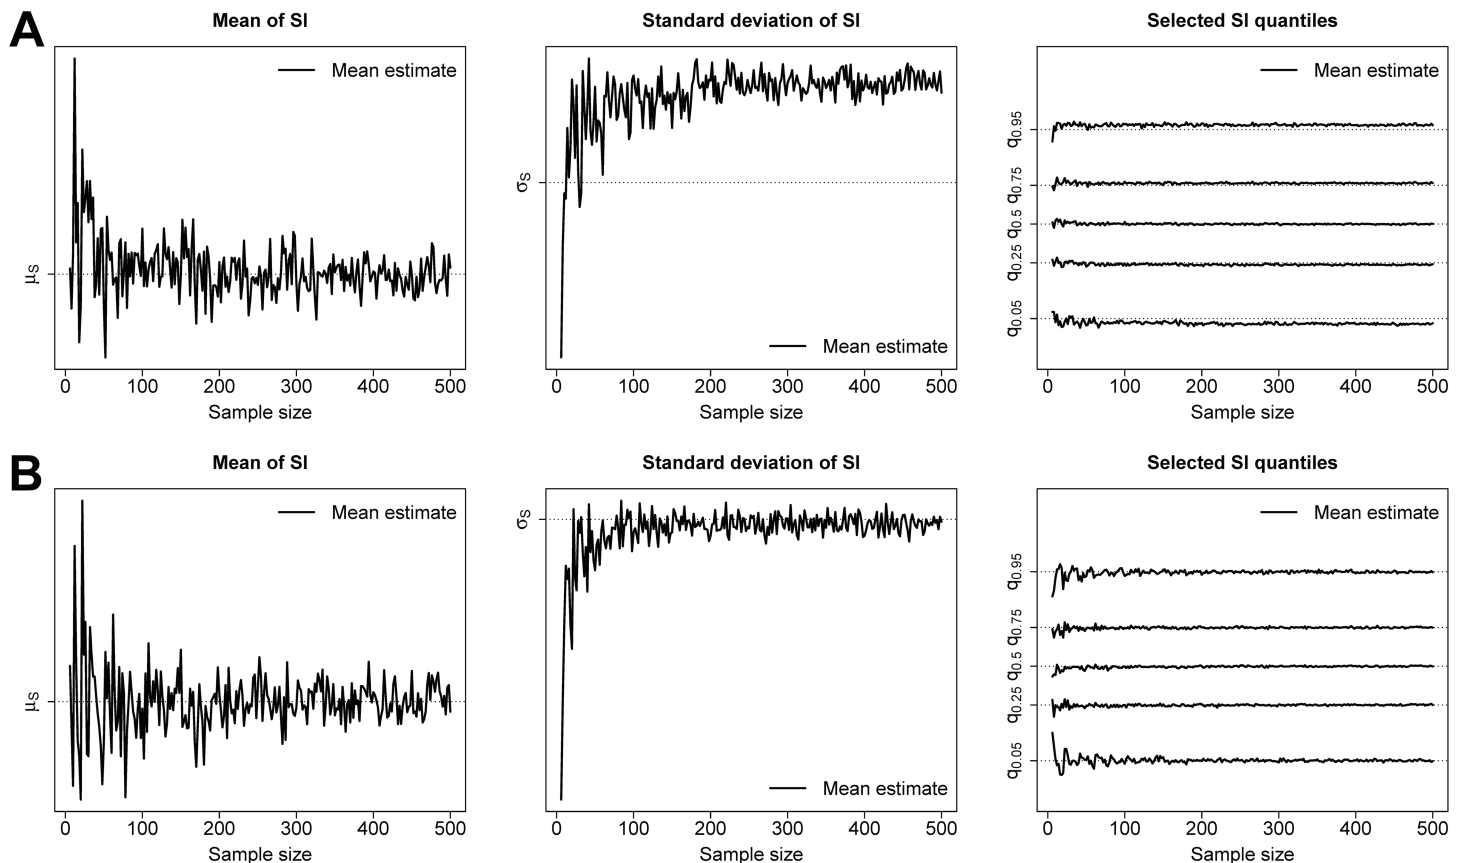 A
Mean of SI
Mean estimate
μS
0 100 200 300 400 500
Sample size
Standard deviation of SI
σS
Mean estimate
0 100 200 300 400 500
Sample size
Selected SI quantiles
Mean estimate
q0.95
q0.75
q0.5
q0.25
q0.05
0 100 200 300 400 500
Sample size
B
Mean of SI
Mean estimate
μS
0 100 200 300 400 500
Sample size
Standard deviation of SI
σS
Mean estimate
0 100 200 300 400 500
Sample size
Selected SI quantiles
Mean estimate
q0.95
q0.75
q0.5
q0.25
q0.05
0 100 200 300 400 500
Sample size